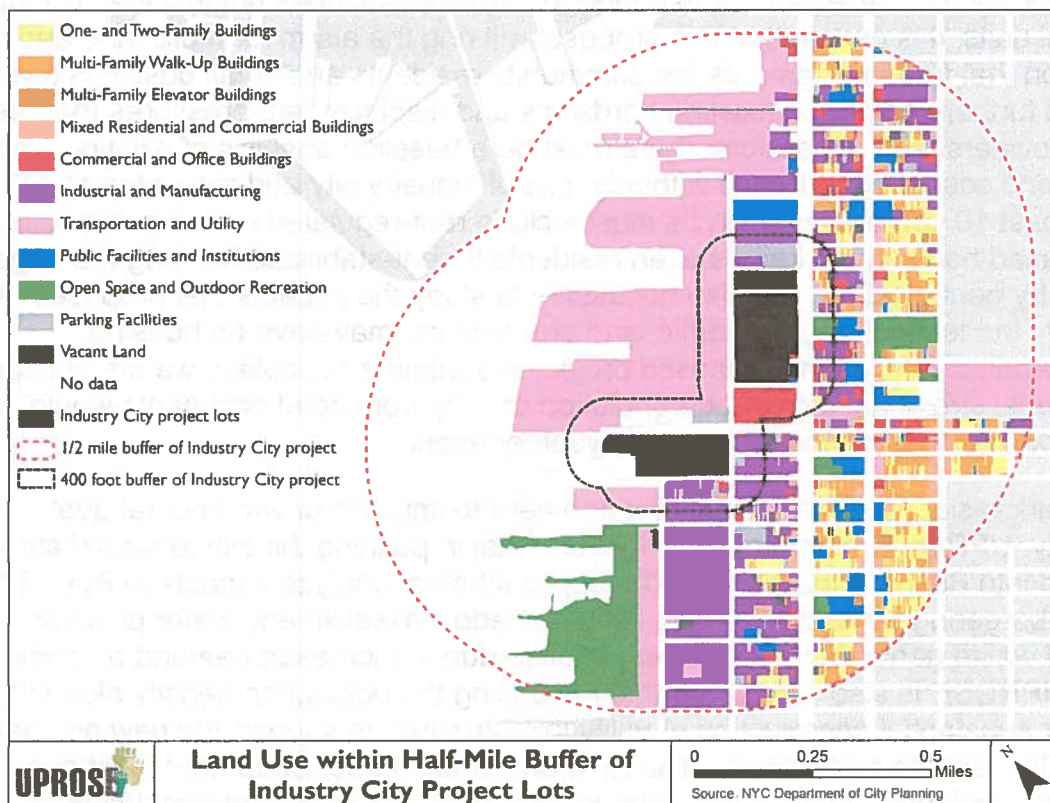 One- and Two-Family Buildings
Multi-Family Walk-Up Buildings
Multi-Family Elevator Buildings
Mixed Residential and Commercial Buildings
Commercial and Office Buildings
Industrial and Manufacturing
Transportation and Utility
Public Facilities and Institutions
Open Space and Outdoor Recreation
Parking Facilities
Vacant Land
No data
Industry City project lots
1/2 mile buffer of Industry City project
400 foot buffer of Industry City project
UPROSE
Land Use within Half-Mile Buffer of
Industry City Project Lots
0 0.25 0.5
Miles
Source. NYC Department of City Planning
N